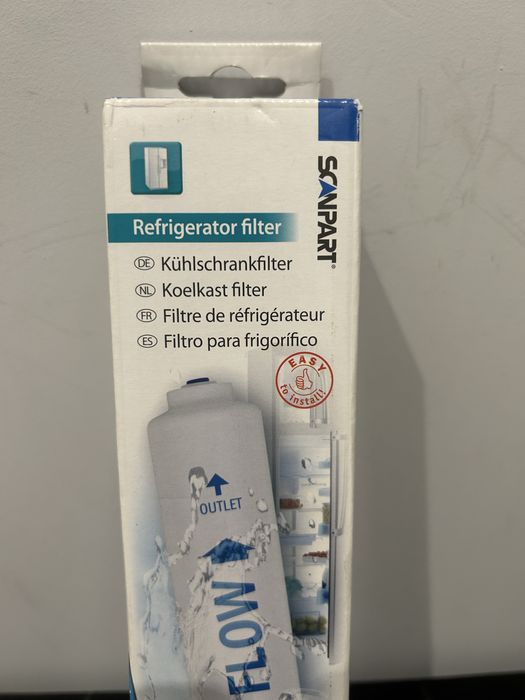 SCANPART®
Refrigerator filter
DE Kühlschrankfilter
NL Koelkast filter
FR Filtre de réfrigérateur
ES Filtro para frigorífico
EASY
to install!
OUTLET
FLOW